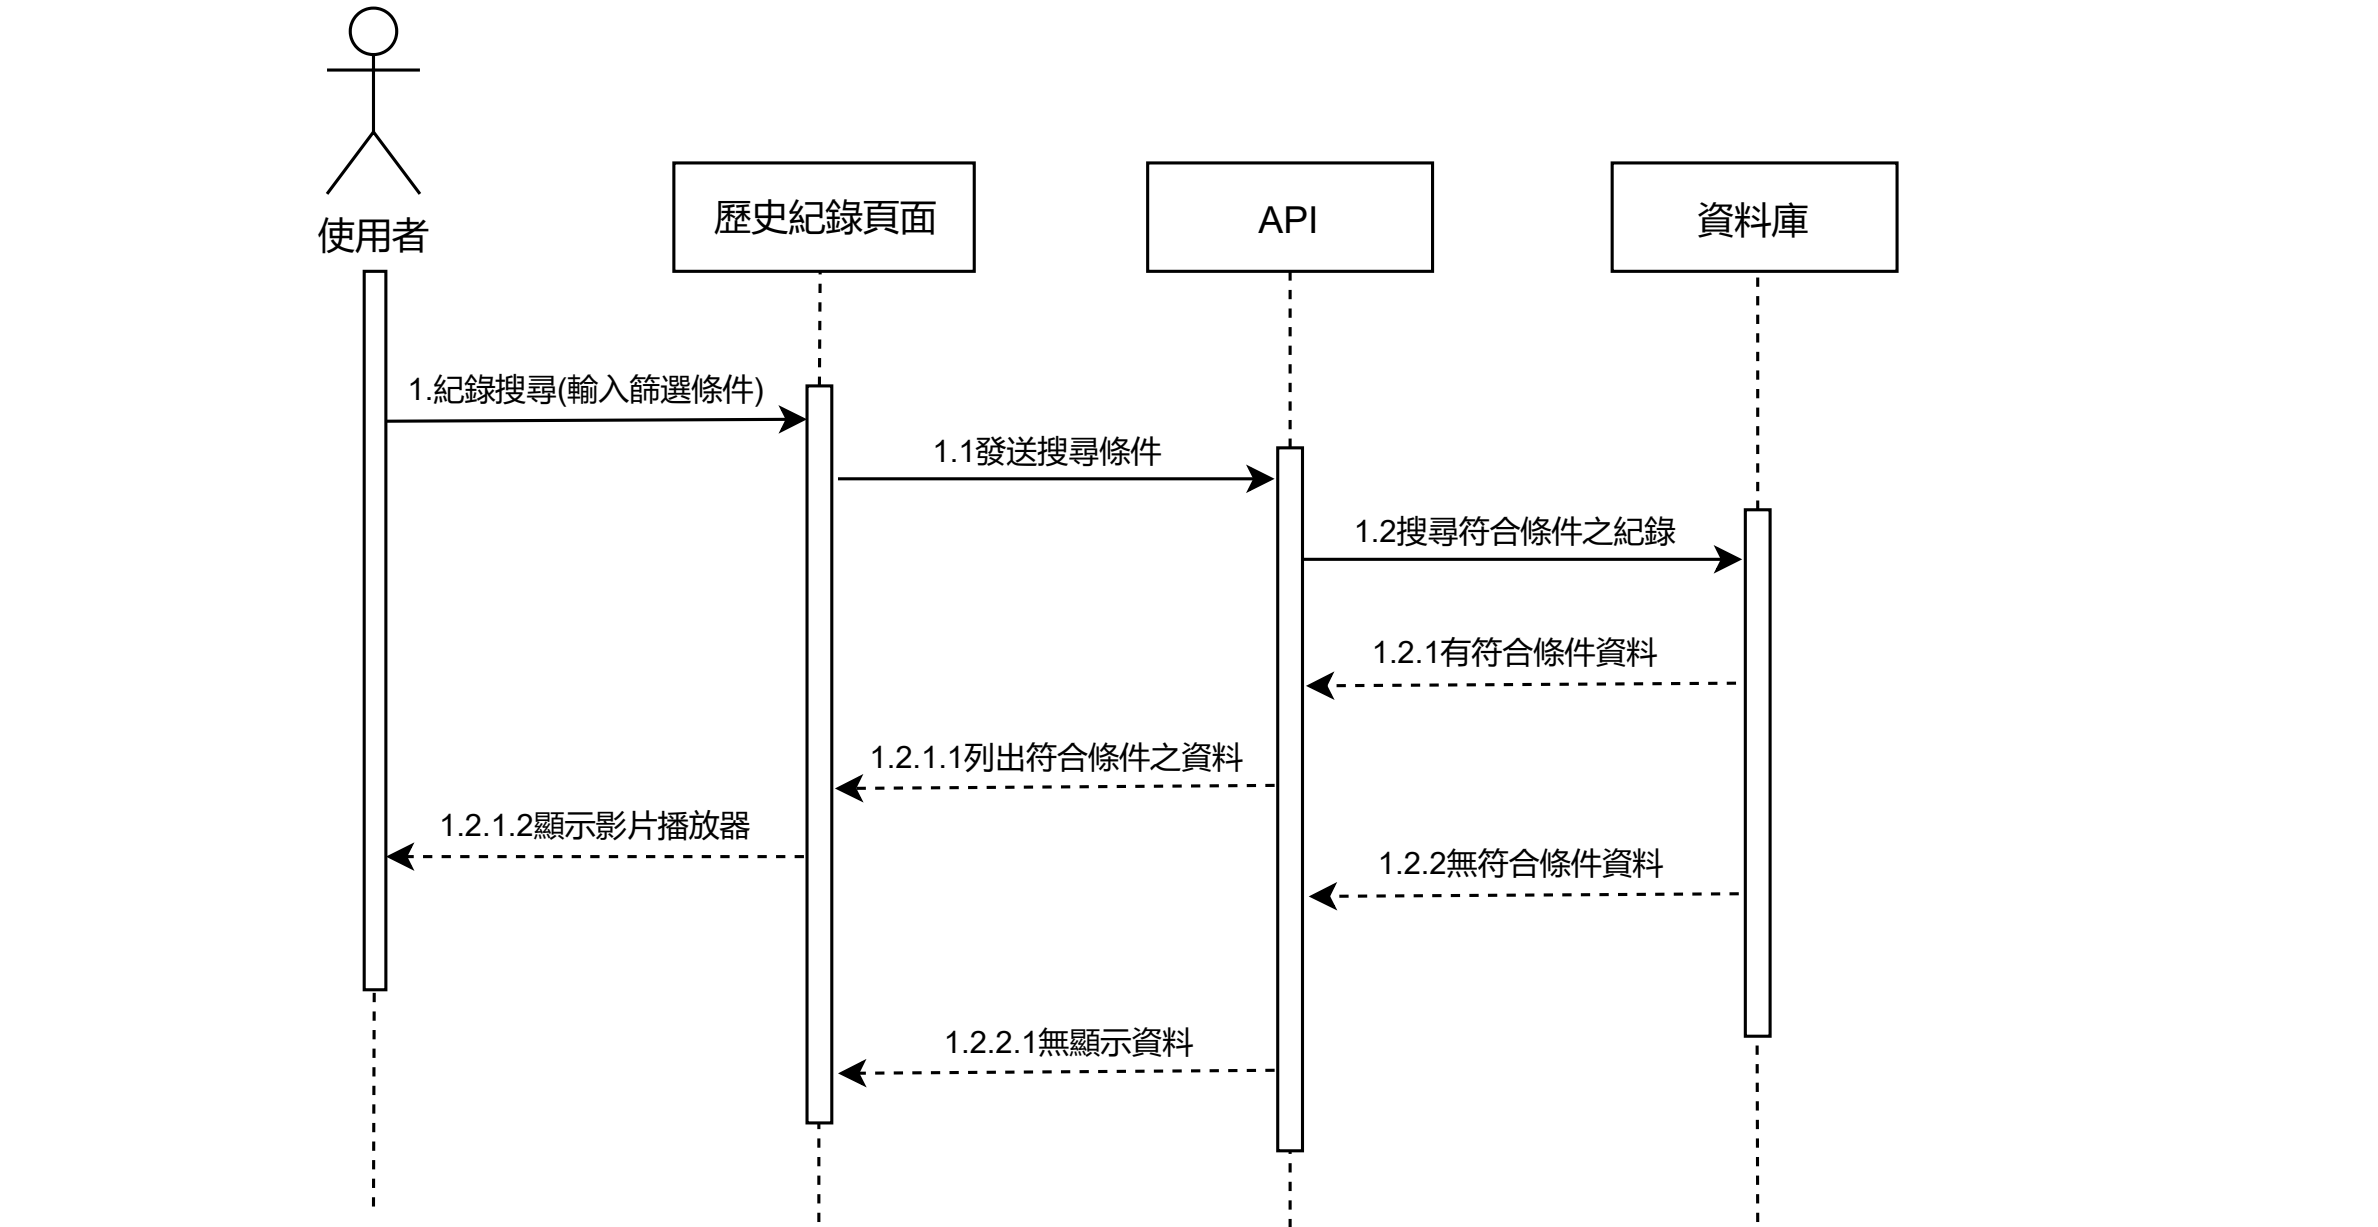 使用者
歷史紀錄頁面
API
資料庫
1.紀錄搜尋(輸入篩選條件)
1.1發送搜尋條件
1.2搜尋符合條件之紀錄
1.2.1有符合條件資料
1.2.1.1列出符合條件之資料
1.2.1.2顯示影片播放器
1.2.2無符合條件資料
1.2.2.1無顯示資料